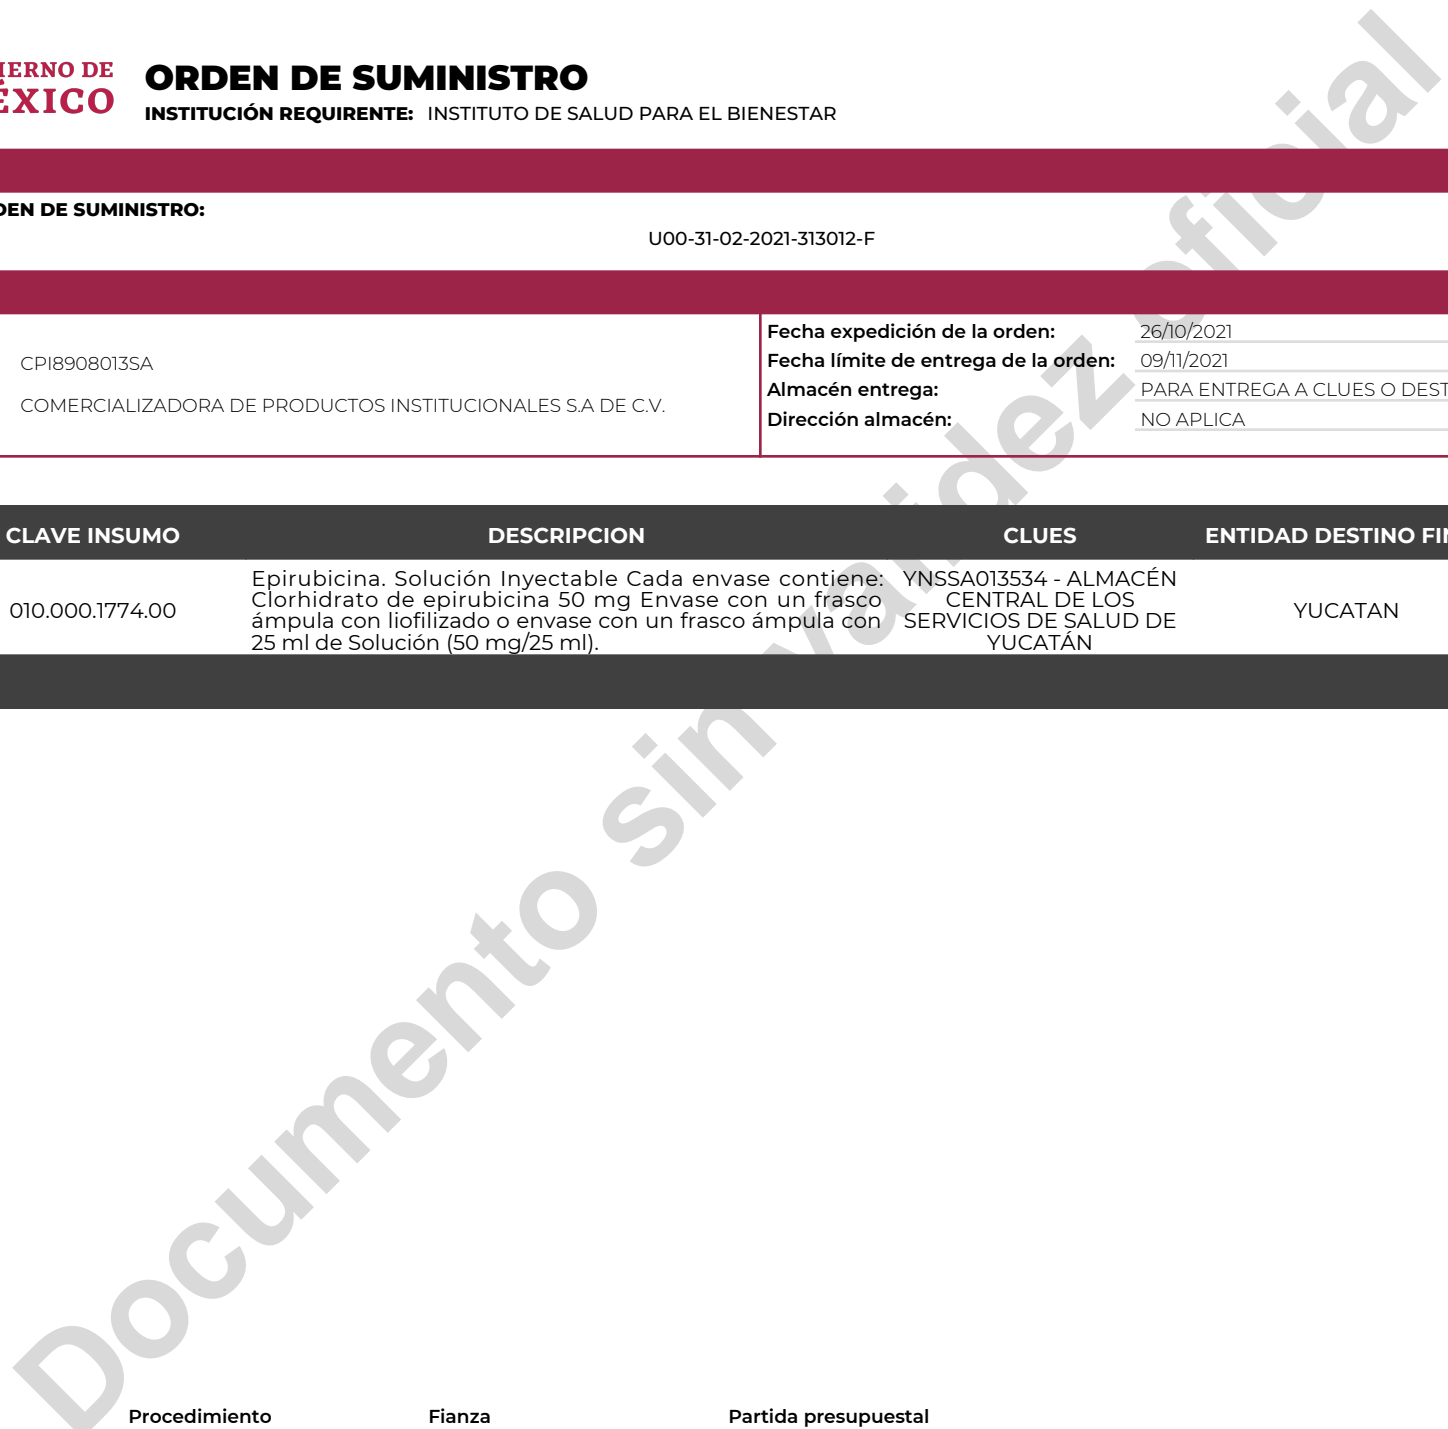 IERNO DE
ÉXICO
ORDEN DE SUMINISTRO
INSTITUCIÓN REQUIRENTE: INSTITUTO DE SALUD PARA EL BIENESTAR
DEN DE SUMINISTRO:
U00-31-02-2021-313012-F
CPI8908013SA
COMERCIALIZADORA DE PRODUCTOS INSTITUCIONALES S.A DE C.V.
Fecha expedición de la orden: 26/10/2021
Fecha límite de entrega de la orden: 09/11/2021
Almacén entrega: PARA ENTREGA A CLUES O DEST
Dirección almacén: NO APLICA
CLAVE INSUMO DESCRIPCION CLUES ENTIDAD DESTINO FIN
010.000.1774.00
Epirubicina. Solución Inyectable Cada envase contiene:
Clorhidrato de epirubicina 50 mg Envase con un frasco
ámpula con liofilizado o envase con un frasco ámpula con
25 ml de Solución (50 mg/25 ml).
YNSSA013534 - ALMACÉN
CENTRAL DE LOS
SERVICIOS DE SALUD DE
YUCATÁN
YUCATAN
Documento sin validez oficial
Procedimiento Fianza Partida presupuestal